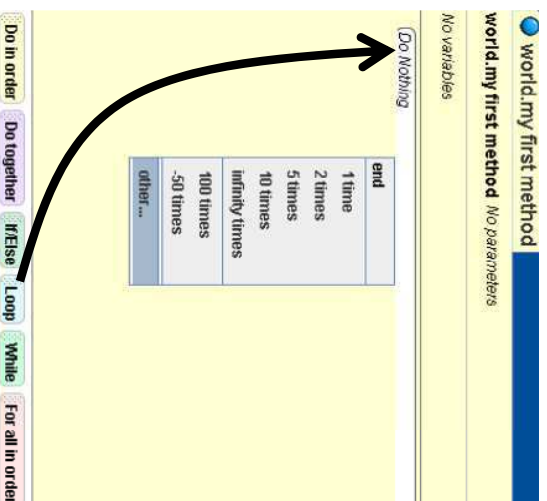 world.my first method
world.my first method No parameters
No variables
(Do Nothing
end
1 time
2 times
5 times
10 times
infinity times
100 times
-50 times
other...
Do in order Do together If/Else Loop While For all in order